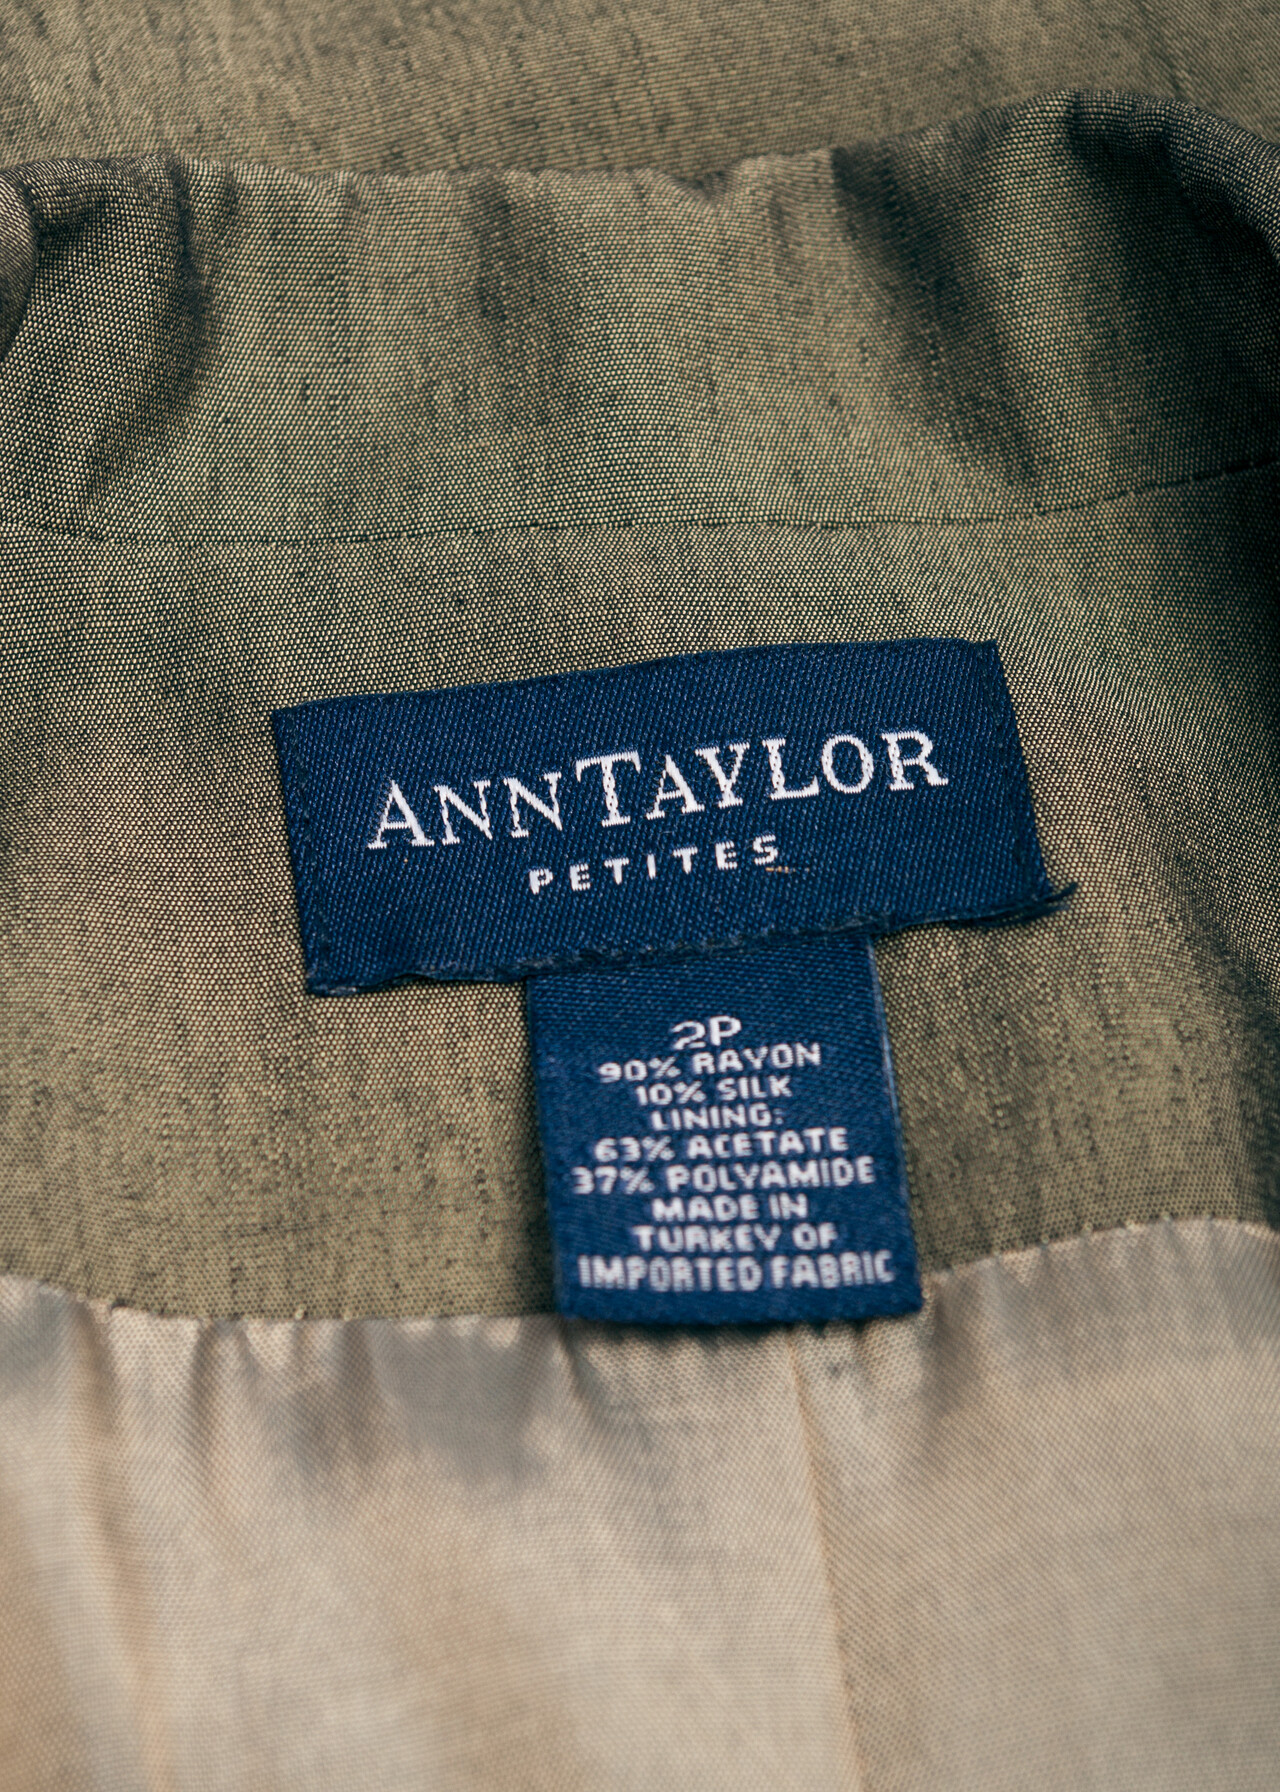 ANNTAYLOR
PETITES
2P
90% RAYON
10% SILK
LINING:
63% ACETATE
37% POLYAMIDE
MADE IN
TURKEY OF
IMPORTED FABRIC